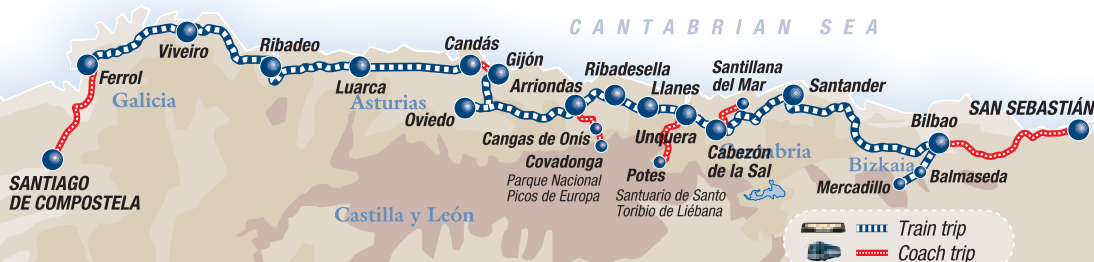 CANTABRIAN SEA
Viveiro
Ribadeo
Candás
Gijón
Ferrol
Galicia
Luarca
Asturias
Oviedo
Arriondas
Ribadesella
Llanes
Santillana
del Mar
Santander
SAN SEBASTIÁN
Bilbao
Cangas de Onís
Unquera
Cantabria
Cabezón
de la Sal
Bizkaia
Covadonga
Parque Nacional
Picos de Europa
Potes
Santuario de Santo
Toribio de Liébana
Mercadillo
Balmaseda
SANTIAGO
DE COMPOSTELA
Castilla y León
Train trip
Coach trip